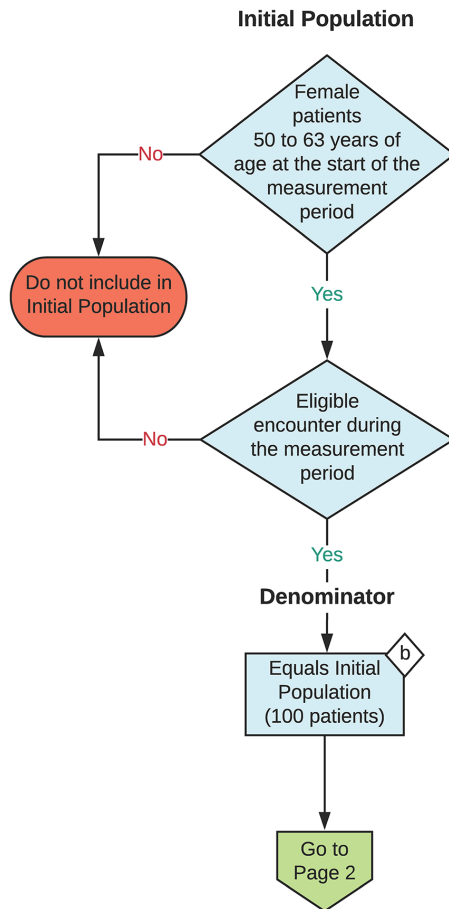 Initial Population
Female
patients
50 to 63 years of
age at the start of the
measurement
period
No
Do not include in
Initial Population
Yes
Eligible
encounter during
the measurement
period
No
Yes
Denominator
b
Equals Initial
Population
(100 patients)
Go to
Page 2